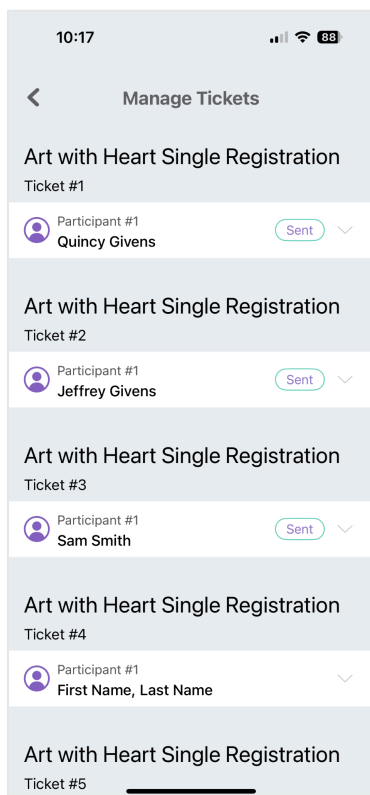 10:17
88
Manage Tickets
Art with Heart Single Registration
Ticket #1
Participant #1
Quincy Givens
Sent
Art with Heart Single Registration
Ticket #2
Participant #1
Jeffrey Givens
Sent
Art with Heart Single Registration
Ticket #3
Participant #1
Sam Smith
Sent
Art with Heart Single Registration
Ticket #4
Participant #1
First Name, Last Name
Art with Heart Single Registration
Ticket #5